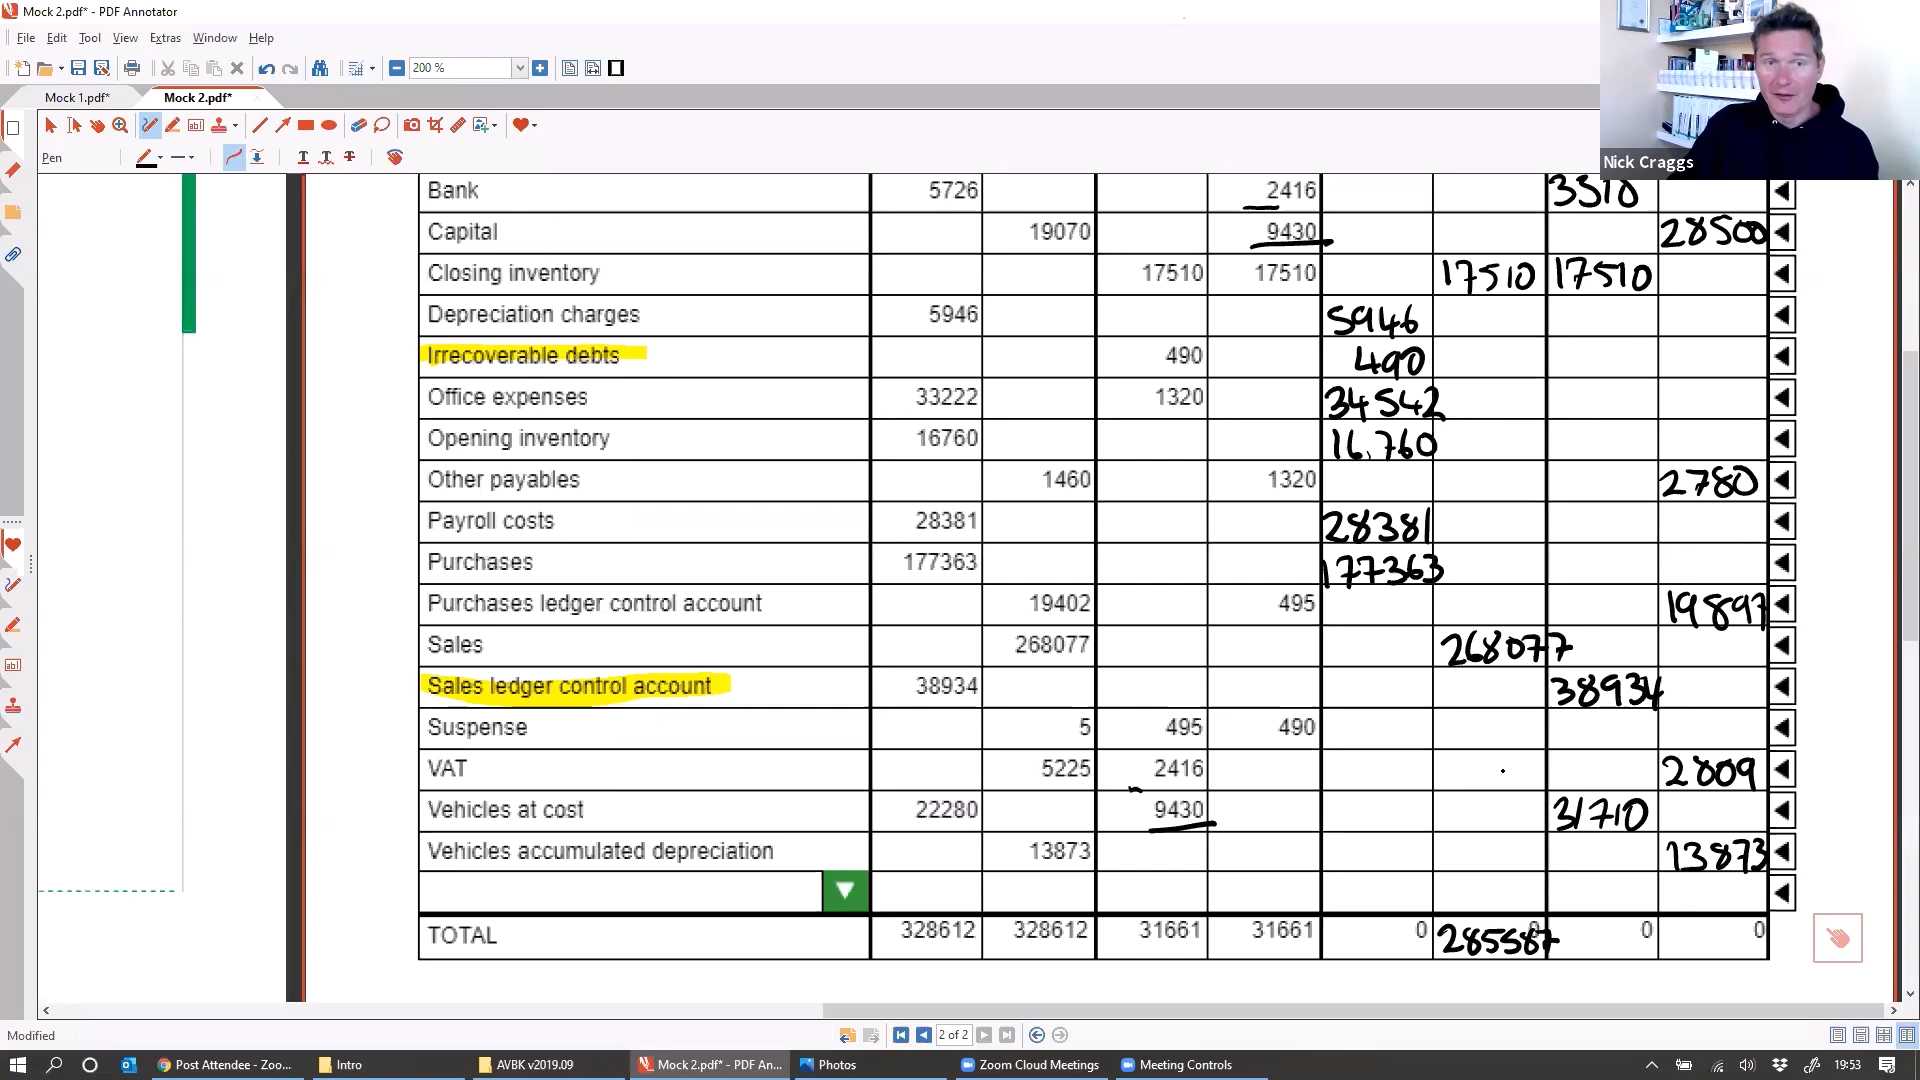 Mock 2.pdf* - PDF Annotator
File Edit Tool View Extras Window Help
200 %
Mock 1.pdf* Mock 2.pdf*
Pen
Nick Craggs
Bank 5726 2416 3310
Capital 19070 9430 28500
Closing inventory 17510 17510 17510 17510
Depreciation charges 5946 5946
Irrecoverable debts 490 490
Office expenses 33222 1320 34542
Opening inventory 16760 16,760
Other payables 1460 1320 2780
Payroll costs 28381 28381
Purchases 177363 177363
Purchases ledger control account 19402 495 19897
Sales 268077 268077
Sales ledger control account 38934 38934
Suspense 5 495 490
VAT 5225 2416 2809
Vehicles at cost 22280 9430 31710
Vehicles accumulated depreciation 13873 13873
TOTAL 328612 328612 31661 31661 0 285587 0 0
Modified
2 of 2
Post Attendee - Zoo... Intro AVBK v2019.09 Mock 2.pdf* - PDF An... Photos Zoom Cloud Meetings Meeting Controls 19:53